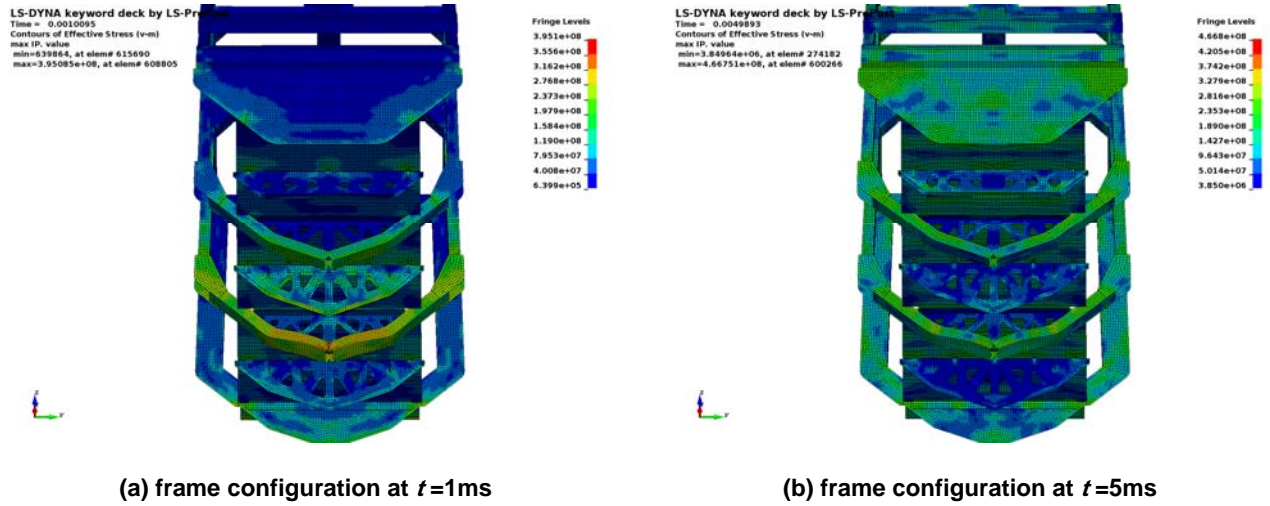 LS-DYNA keyword deck by LS-PrePost
Time = 0.0010095
Contours of Effective Stress (v-m)
max IP. value
min=639864, at elem# 615690
max=3.95085e+08, at elem# 608805
Fringe Levels
3.951e+08
3.556e+08
3.162e+08
2.768e+08
2.373e+08
1.979e+08
1.584e+08
1.190e+08
7.953e+07
4.008e+07
6.399e+05
Z
Y
(a) frame configuration at t=1ms
LS-DYNA keyword deck by LS-PrePost
Time = 0.0049893
Contours of Effective Stress (v-m)
max IP. value
min=3.84964e+06, at elem# 274182
max=4.66751e+08, at elem# 600266
Fringe Levels
4.668e+08
4.205e+08
3.742e+08
3.279e+08
2.816e+08
2.353e+08
1.890e+08
1.427e+08
9.643e+07
5.014e+07
3.850e+06
Z
Y
(b) frame configuration at t=5ms